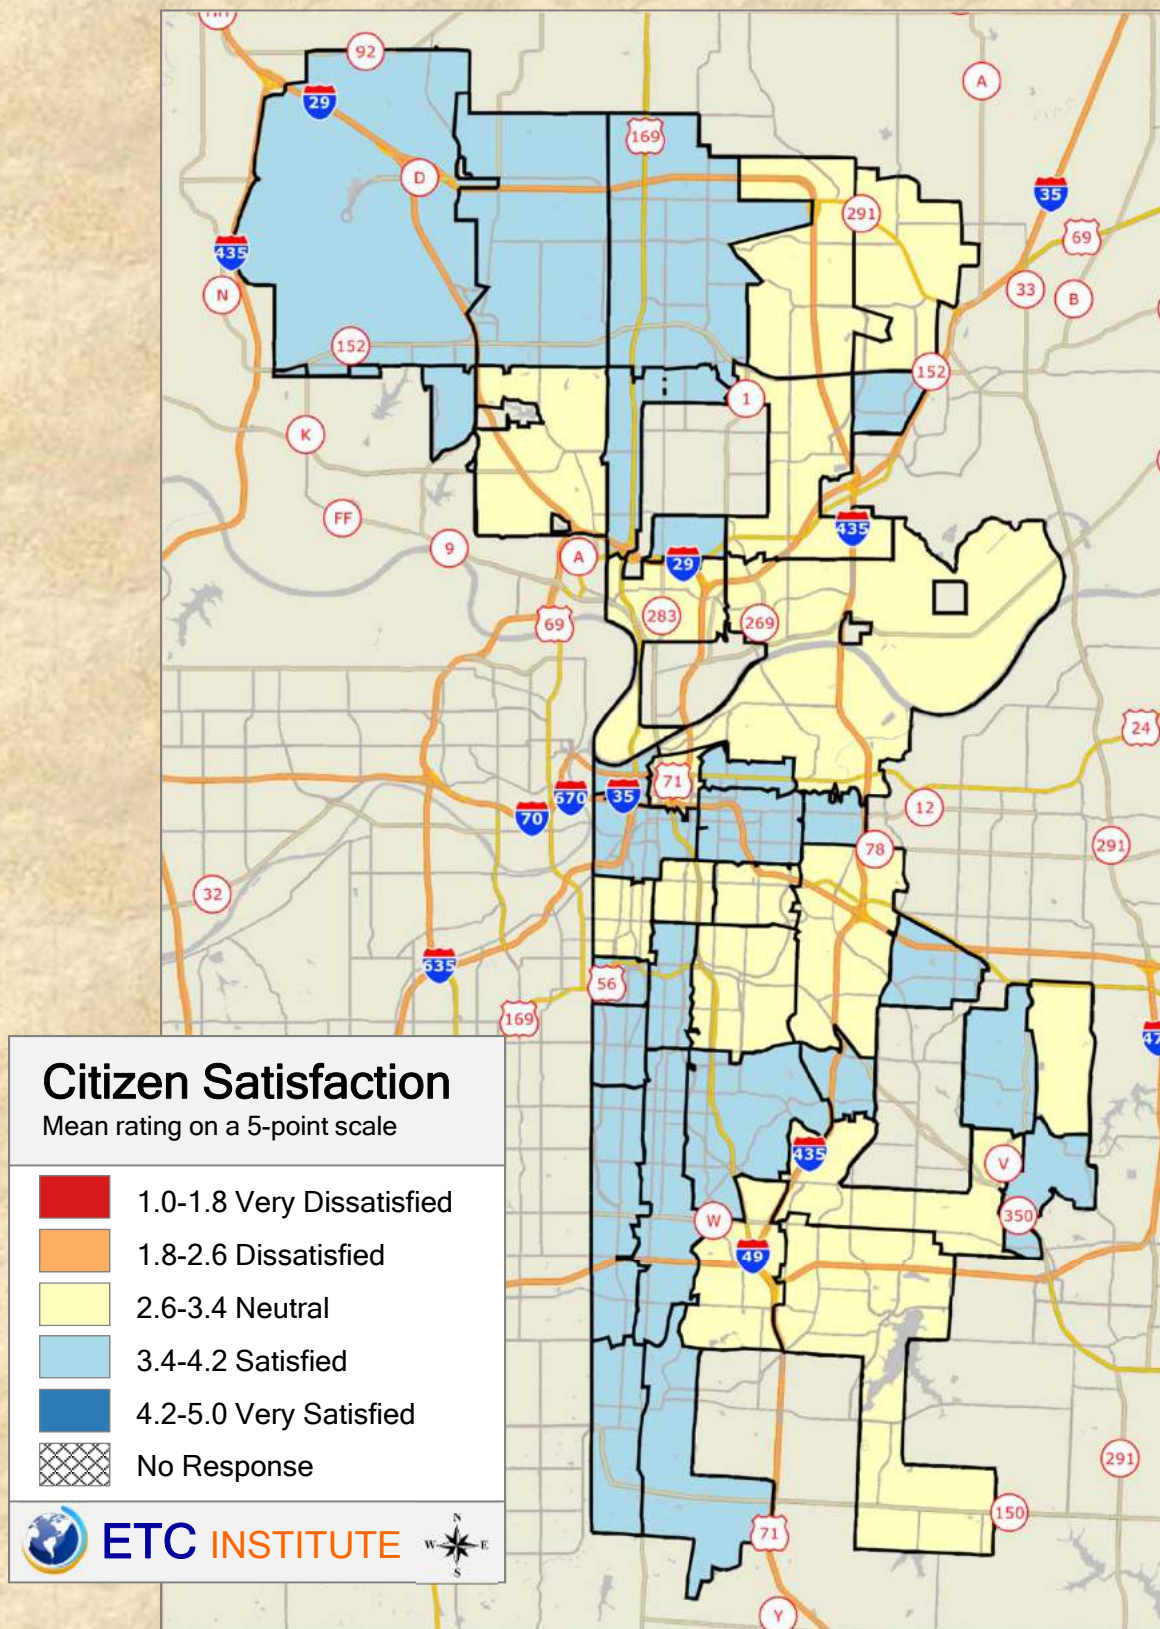 92
29
A
169
D
35
291
69
435
N
33
B
152
152
1
K
FF
435
9
A
29
283
269
69
24
71
670
35
70
12
78
291
32
635
56
169
47
435
V
350
W
49
291
150
71
Y
Citizen Satisfaction
Mean rating on a 5-point scale
1.0-1.8 Very Dissatisfied
1.8-2.6 Dissatisfied
2.6-3.4 Neutral
3.4-4.2 Satisfied
4.2-5.0 Very Satisfied
No Response
ETC INSTITUTE
N
W E
S